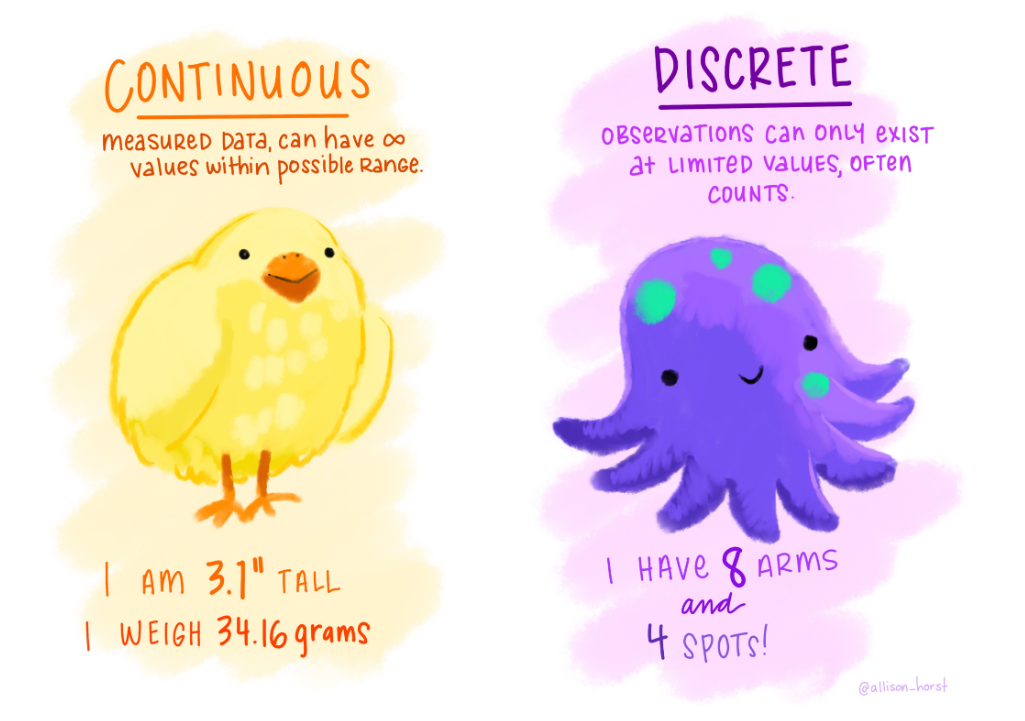 CONTINUOUS
measured data, can have ∞
values within possible range.
I AM 3.1" TALL
I WEIGH 34.16 grams
DISCRETE
OBSERVATIONS CAN ONLY EXIST
at LIMITED VALUES, OFTEN
COUNTS.
I HAVE 8 ARMS
and
4 SPOTS!
@allison_horst